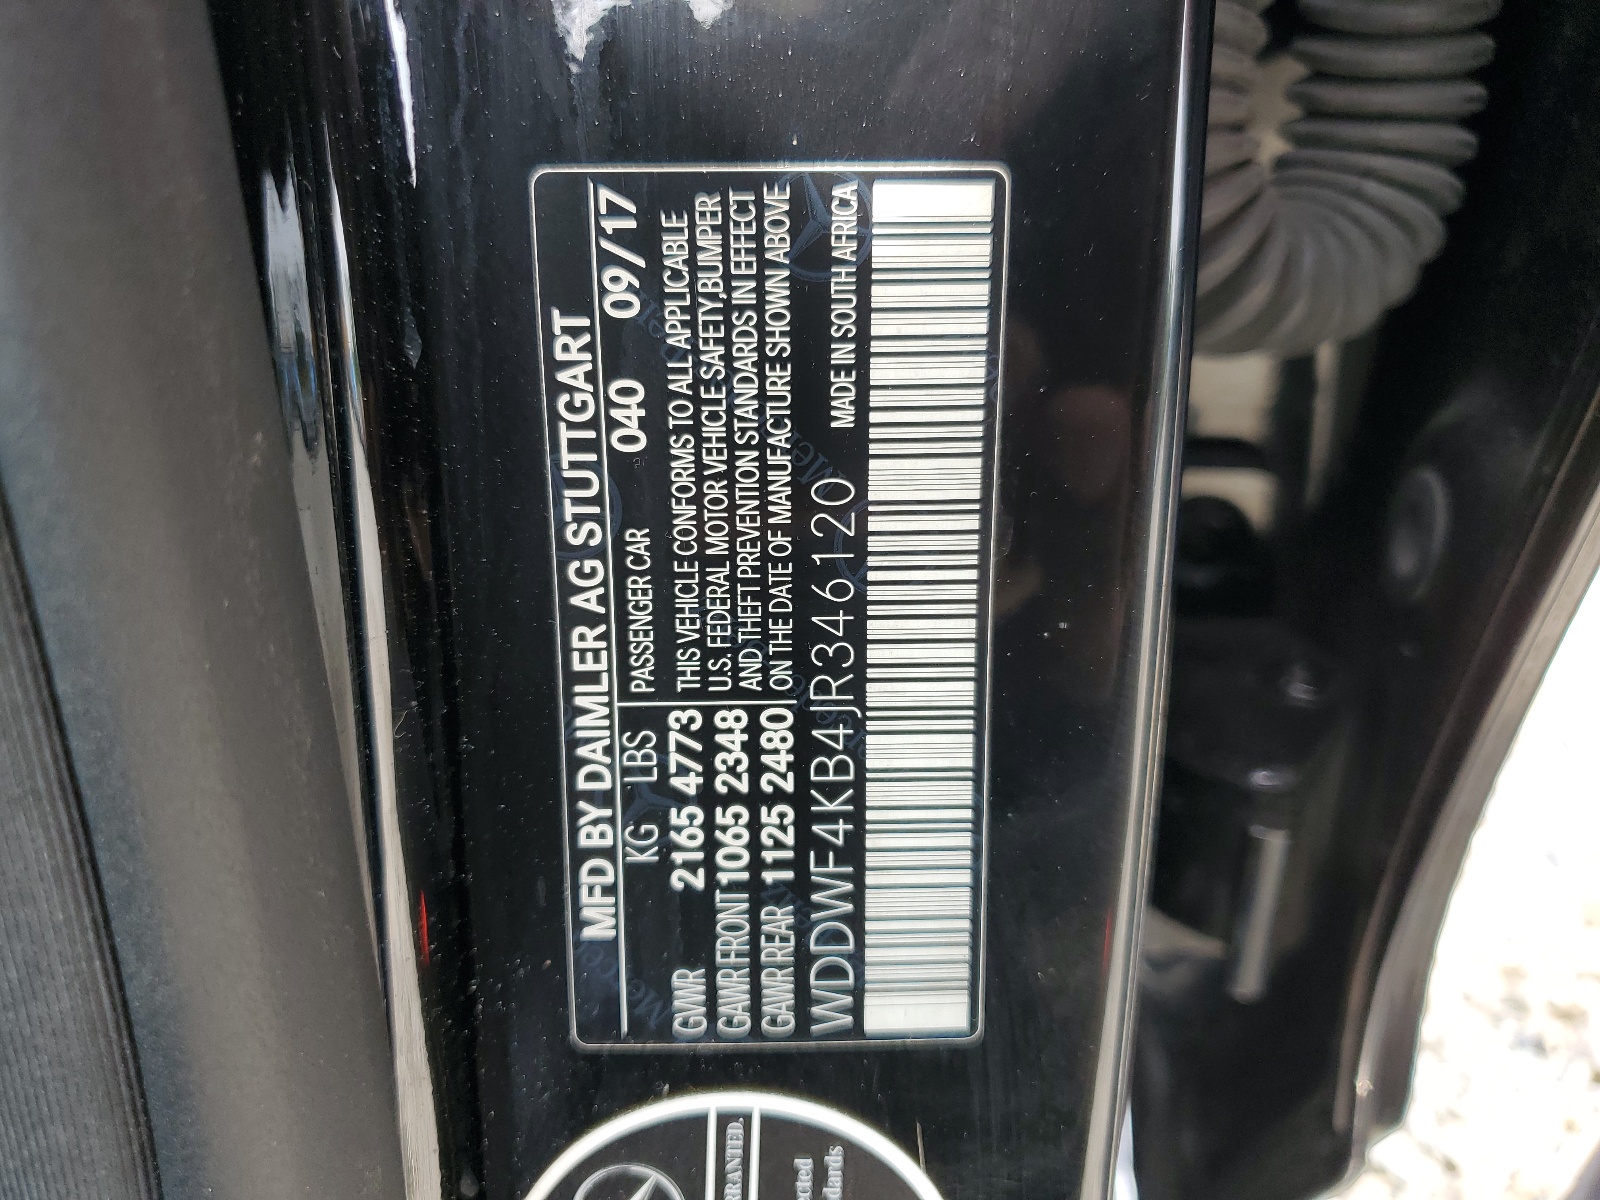 MFD BY DAIMLER AG STUTTGART
KG LBS PASSENGER CAR 040 09/17
GVWR 2165 4773 THIS VEHICLE CONFORMS TO ALL APPLICABLE
GAWR FRONT 1065 2348 U.S. FEDERAL MOTOR VEHICLE SAFETY,BUMPER
GAWR REAR 1125 2480 AND THEFT PREVENTION STANDARDS IN EFFECT
ON THE DATE OF MANUFACTURE SHOWN ABOVE
WDDWF4KB4JR346120 MADE IN SOUTH AFRICA